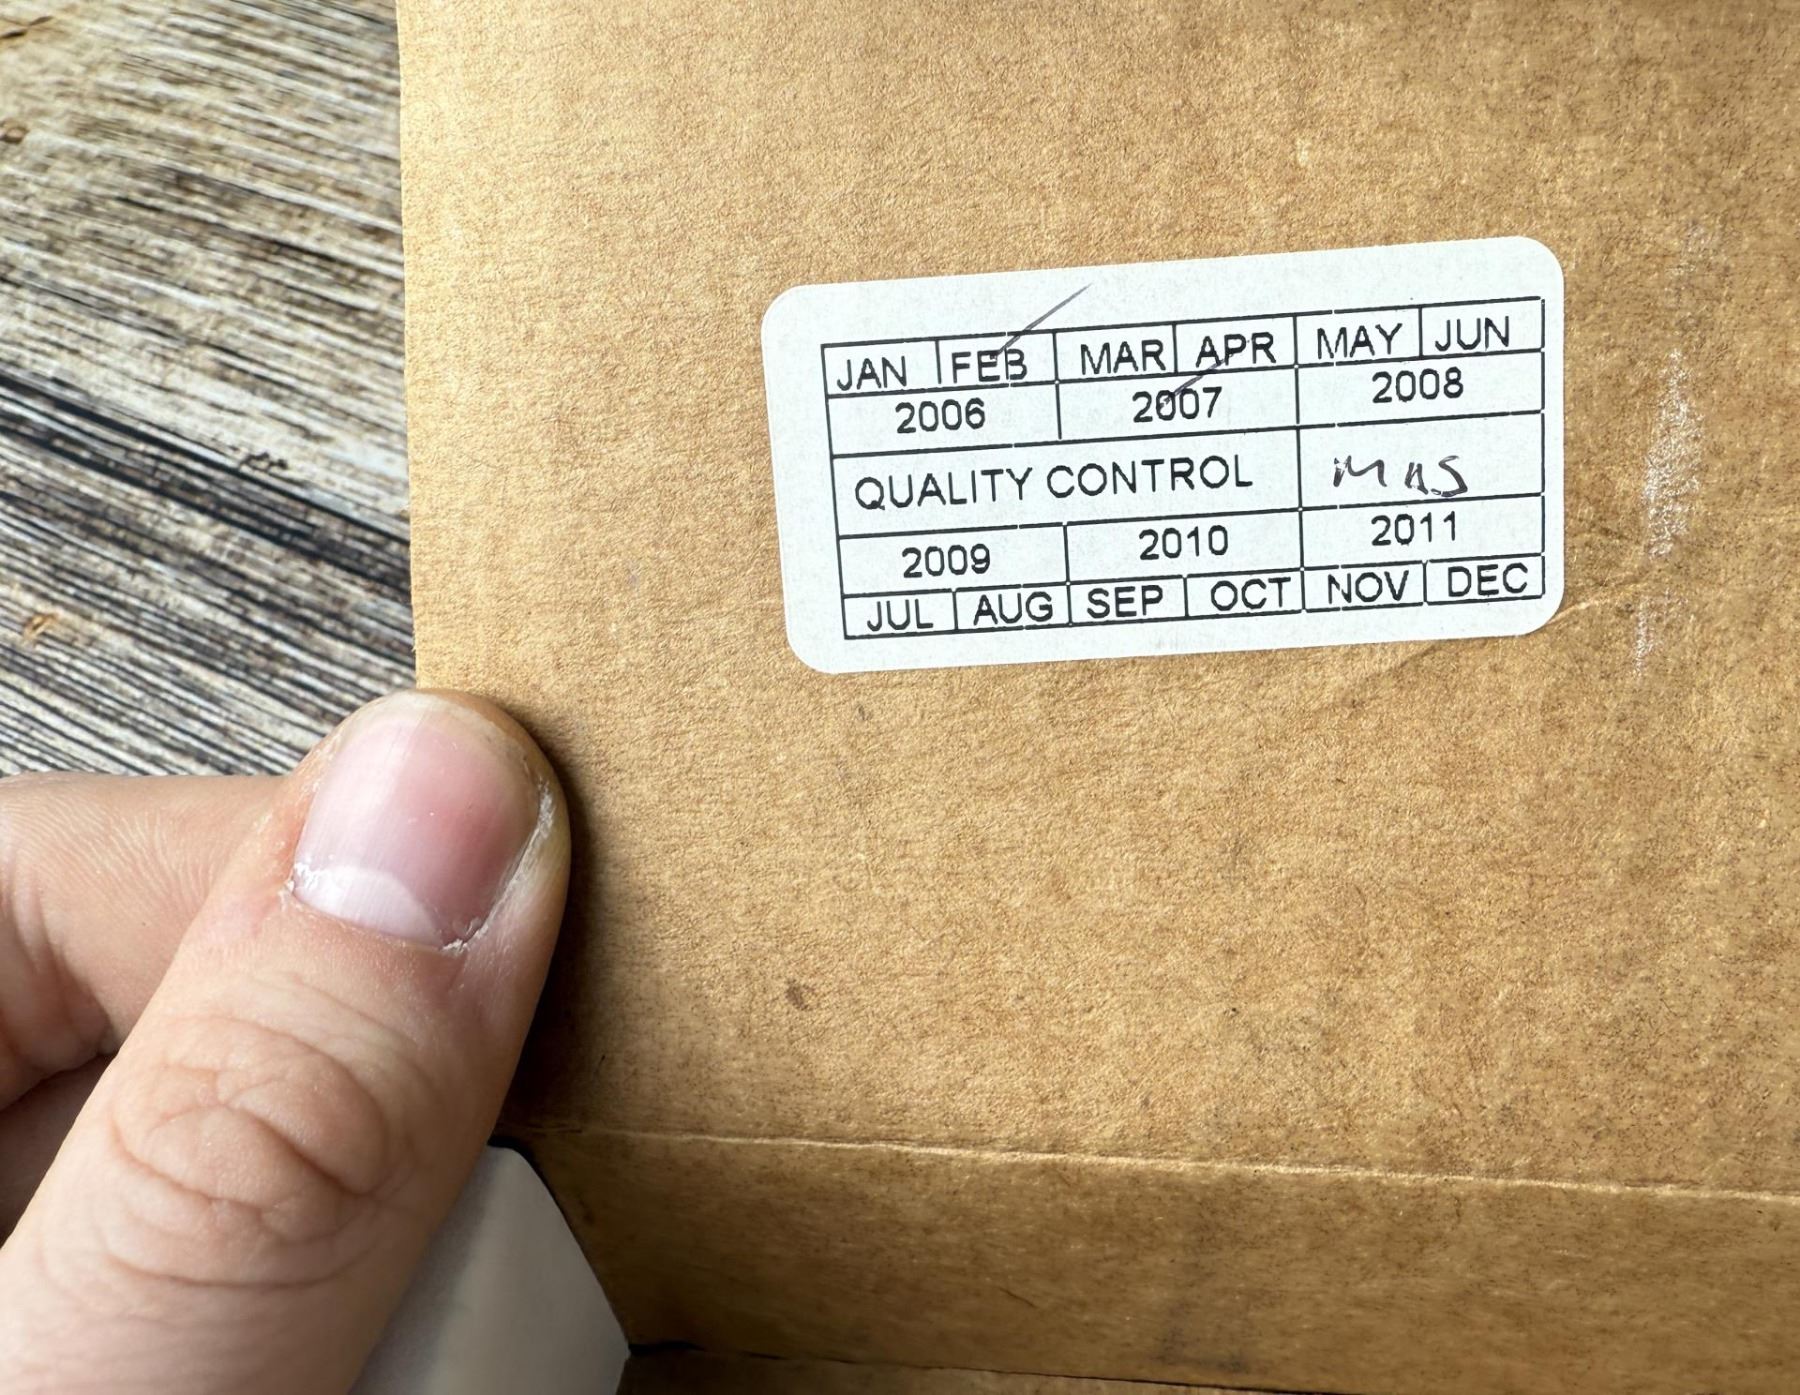 JAN FEB MAR APR MAY JUN
2006 2007 2008
QUALITY CONTROL
2009 2010 2011
JUL AUG SEP OCT NOV DEC